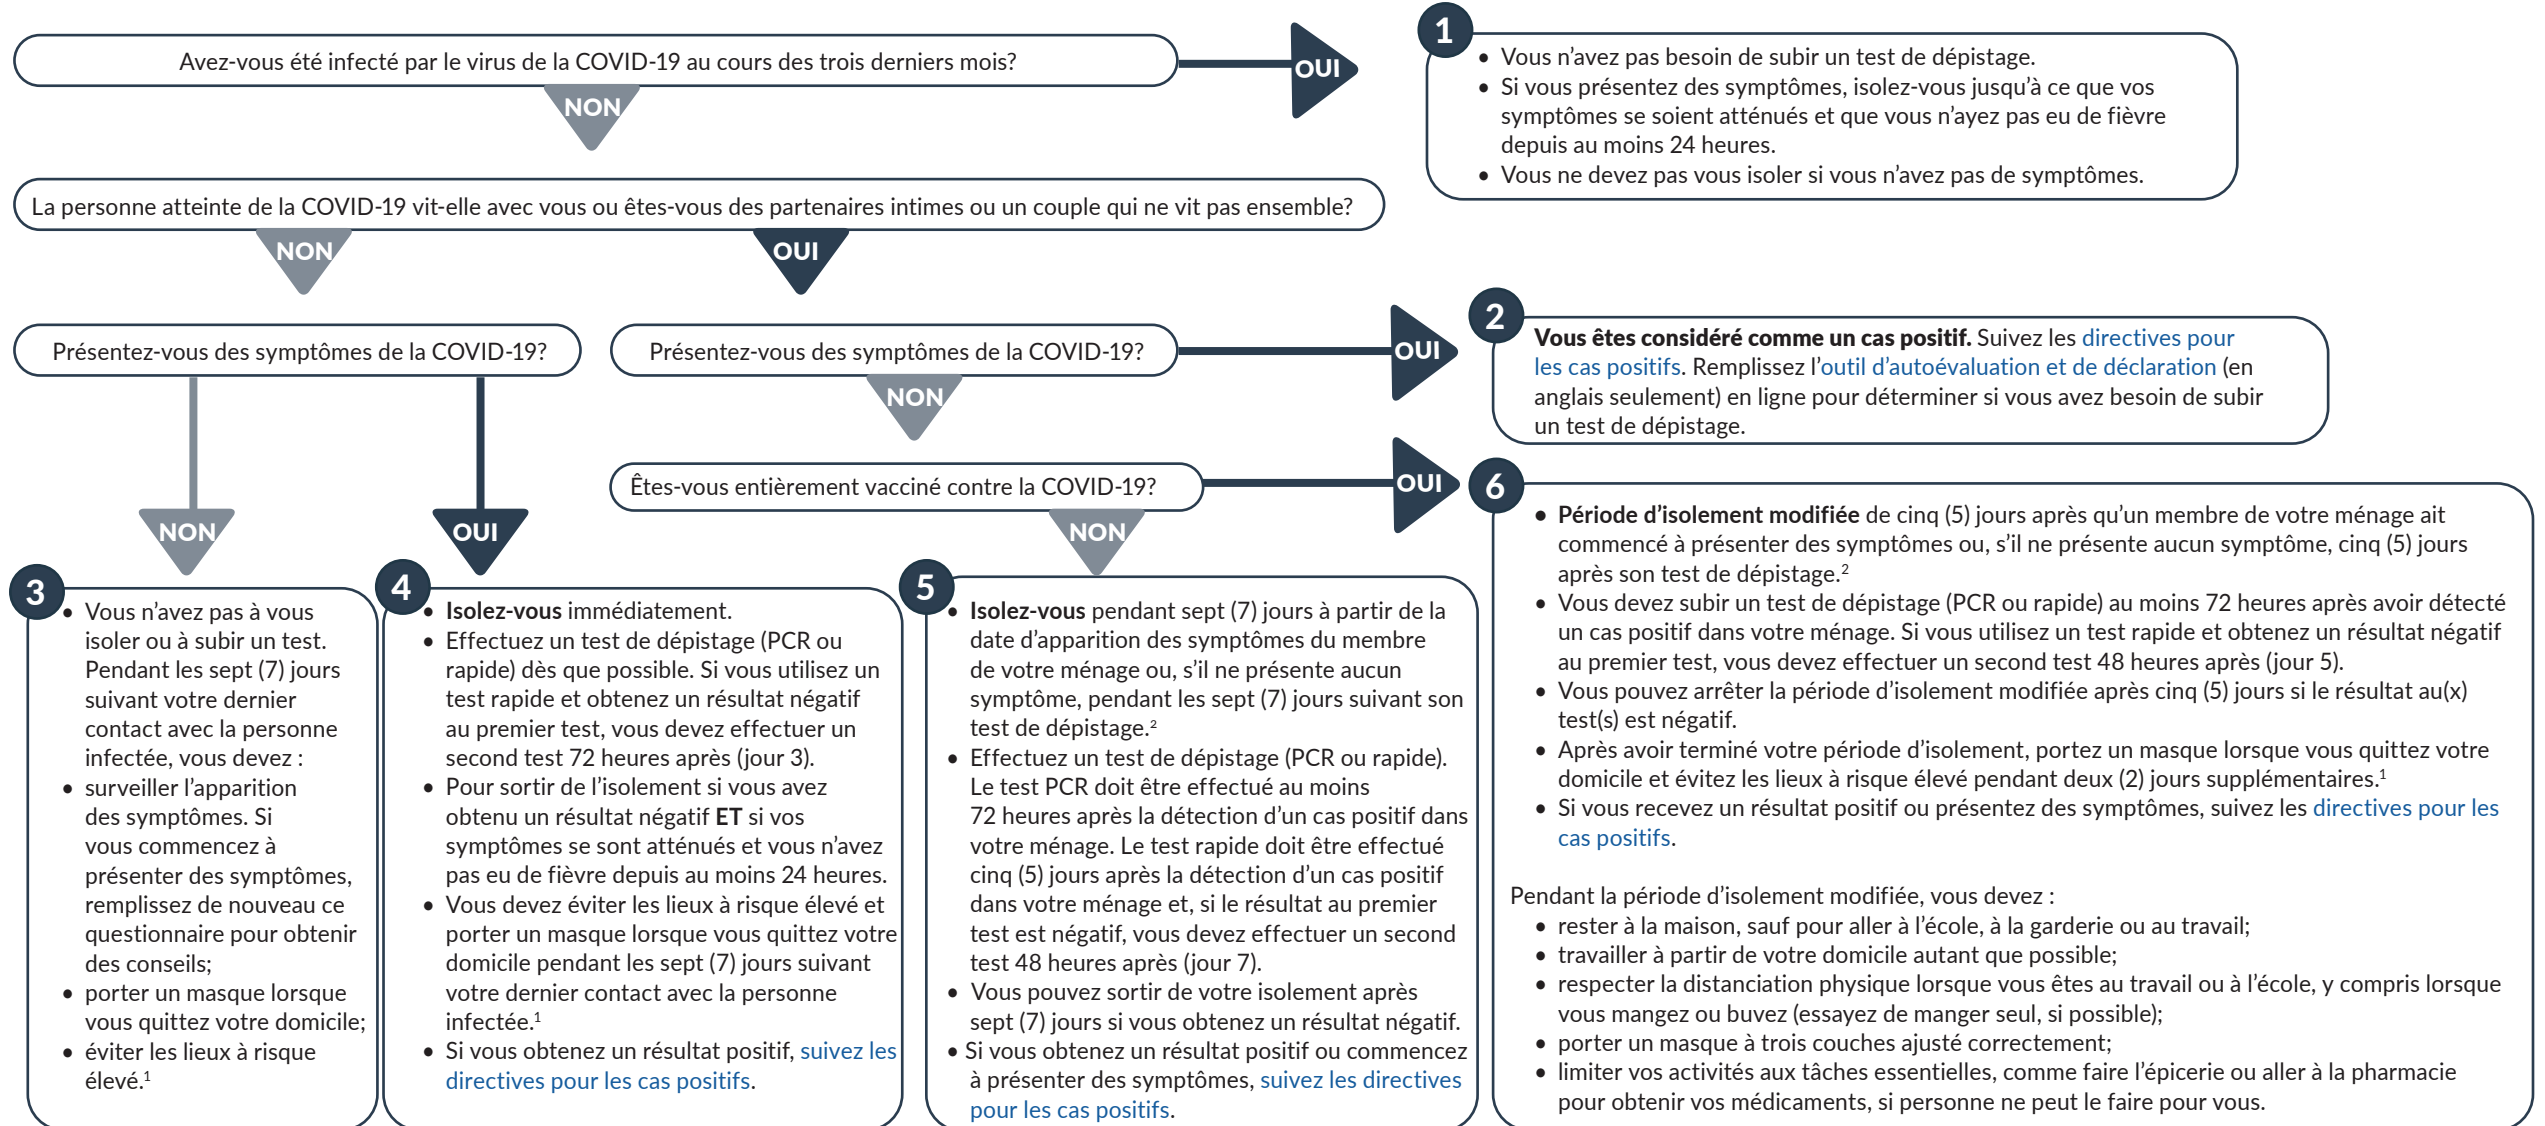 Avez-vous été infecté par le virus de la COVID-19 au cours des trois derniers mois?
OUI
NON
1
• Vous n'avez pas besoin de subir un test de dépistage.
• Si vous présentez des symptômes, isolez-vous jusqu'à ce que vos
symptômes se soient atténués et que vous n'ayez pas eu de fièvre
depuis au moins 24 heures.
• Vous ne devez pas vous isoler si vous n'avez pas de symptômes.
La personne atteinte de la COVID-19 vit-elle avec vous ou êtes-vous des partenaires intimes ou un couple qui ne vit pas ensemble?
NON
OUI
Présentez-vous des symptômes de la COVID-19?
NON
OUI
Présentez-vous des symptômes de la COVID-19?
OUI
NON
2
Vous êtes considéré comme un cas positif. Suivez les directives pour
les cas positifs. Remplissez l'outil d'autoévaluation et de déclaration (en
anglais seulement) en ligne pour déterminer si vous avez besoin de subir
un test de dépistage.
Êtes-vous entièrement vacciné contre la COVID-19?
OUI
NON
3
• Vous n'avez pas à vous
isoler ou à subir un test.
Pendant les sept (7) jours
suivant votre dernier
contact avec la personne
infectée, vous devez :
• surveiller l'apparition
des symptômes. Si
vous commencez à
présenter des symptômes,
remplissez de nouveau ce
questionnaire pour obtenir
des conseils;
• porter un masque lorsque
vous quittez votre domicile;
• éviter les lieux à risque
élevé.¹
4
• Isolez-vous immédiatement.
• Effectuez un test de dépistage (PCR ou
rapide) dès que possible. Si vous utilisez un
test rapide et obtenez un résultat négatif
au premier test, vous devez effectuer un
second test 72 heures après (jour 3).
• Pour sortir de l'isolement si vous avez
obtenu un résultat négatif ET si vos
symptômes se sont atténués et vous n'avez
pas eu de fièvre depuis au moins 24 heures.
• Vous devez éviter les lieux à risque élevé et
porter un masque lorsque vous quittez votre
domicile pendant les sept (7) jours suivant
votre dernier contact avec la personne
infectée.¹
• Si vous obtenez un résultat positif, suivez les
directives pour les cas positifs.
5
• Isolez-vous pendant sept (7) jours à partir de la
date d'apparition des symptômes du membre
de votre ménage ou, s'il ne présente aucun
symptôme, pendant les sept (7) jours suivant son
test de dépistage.²
• Effectuez un test de dépistage (PCR ou rapide).
Le test PCR doit être effectué au moins
72 heures après la détection d'un cas positif dans
votre ménage. Le test rapide doit être effectué
cinq (5) jours après la détection d'un cas positif
dans votre ménage et, si le résultat au premier
test est négatif, vous devez effectuer un second
test 48 heures après (jour 7).
• Vous pouvez sortir de votre isolement après
sept (7) jours si vous obtenez un résultat négatif.
• Si vous obtenez un résultat positif ou commencez
à présenter des symptômes, suivez les directives
pour les cas positifs.
6
• Période d'isolement modifiée de cinq (5) jours après qu'un membre de votre ménage ait
commencé à présenter des symptômes ou, s'il ne présente aucun symptôme, cinq (5) jours
après son test de dépistage.²
• Vous devez subir un test de dépistage (PCR ou rapide) au moins 72 heures après avoir détecté
un cas positif dans votre ménage. Si vous utilisez un test rapide et obtenez un résultat négatif
au premier test, vous devez effectuer un second test 48 heures après (jour 5).
• Vous pouvez arrêter la période d'isolement modifiée après cinq (5) jours si le résultat au(x)
test(s) est négatif.
• Après avoir terminé votre période d'isolement, portez un masque lorsque vous quittez votre
domicile et évitez les lieux à risque élevé pendant deux (2) jours supplémentaires.¹
• Si vous recevez un résultat positif ou présentez des symptômes, suivez les directives pour les
cas positifs.
Pendant la période d'isolement modifiée, vous devez :
• rester à la maison, sauf pour aller à l'école, à la garderie ou au travail;
• travailler à partir de votre domicile autant que possible;
• respecter la distanciation physique lorsque vous êtes au travail ou à l'école, y compris lorsque
vous mangez ou buvez (essayez de manger seul, si possible);
• porter un masque à trois couches ajusté correctement;
• limiter vos activités aux tâches essentielles, comme faire l'épicerie ou aller à la pharmacie
pour obtenir vos médicaments, si personne ne peut le faire pour vous.